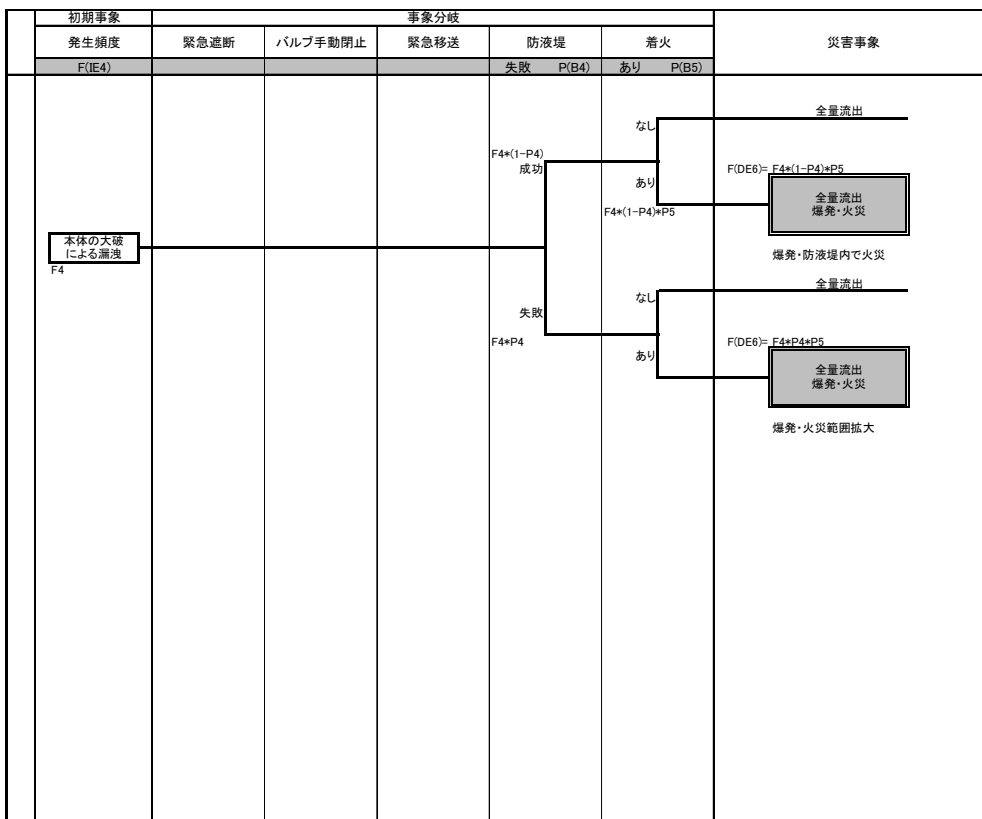 初期事象 事象分岐
発生頻度 緊急遮断 バルブ手動閉止 緊急移送 防液堤 着火 災害事象
F(IE4) 失敗 P(B4) あり P(B5)
全量流出
なし
F4*(1-P4)
成功
F(DE6)= F4*(1-P4)*P5
あり
全量流出
爆発・火災
F4*(1-P4)*P5
本体の大破
による漏洩
爆発・防液堤内で火災
F4
全量流出
なし
失敗
F4*P4
F(DE6)= F4*P4*P5
あり
全量流出
爆発・火災
爆発・火災範囲拡大